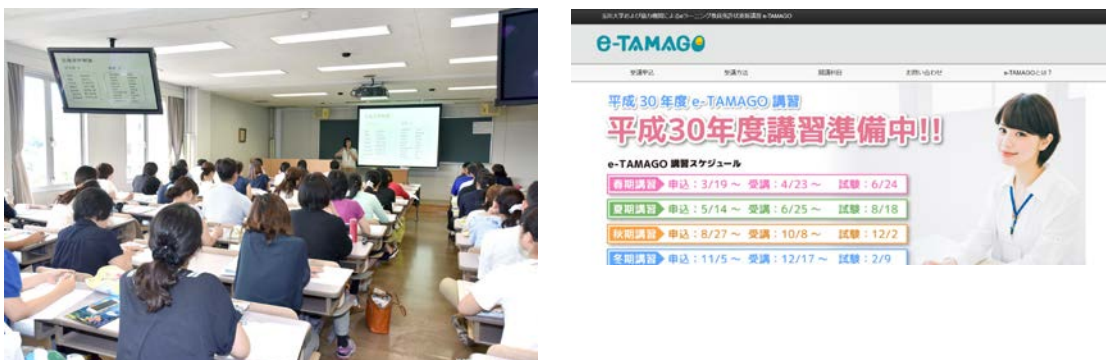 e-TAMAGO
受講申込
受講方法
開講科目
お問い合わせ
e-TAMAGOとは?
平成 30 年度 e-TAMAGO 講習
平成30年度講習準備中!!
e-TAMAGO 講習スケジュール
春期講習 申込:3/19 ~ 受講:4/23 ~ 試験:6/24
夏期講習 申込:5/14 ~ 受講:6/25 ~ 試験:8/18
秋期講習 申込:8/27 ~ 受講:10/8 ~ 試験:12/2
冬期講習 申込:11/5 ~ 受講:12/17 ~ 試験:2/9